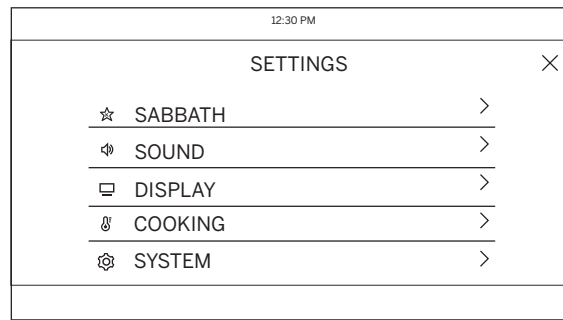 12:30 PM
SETTINGS
SABBATH
SOUND
DISPLAY
COOKING
SYSTEM